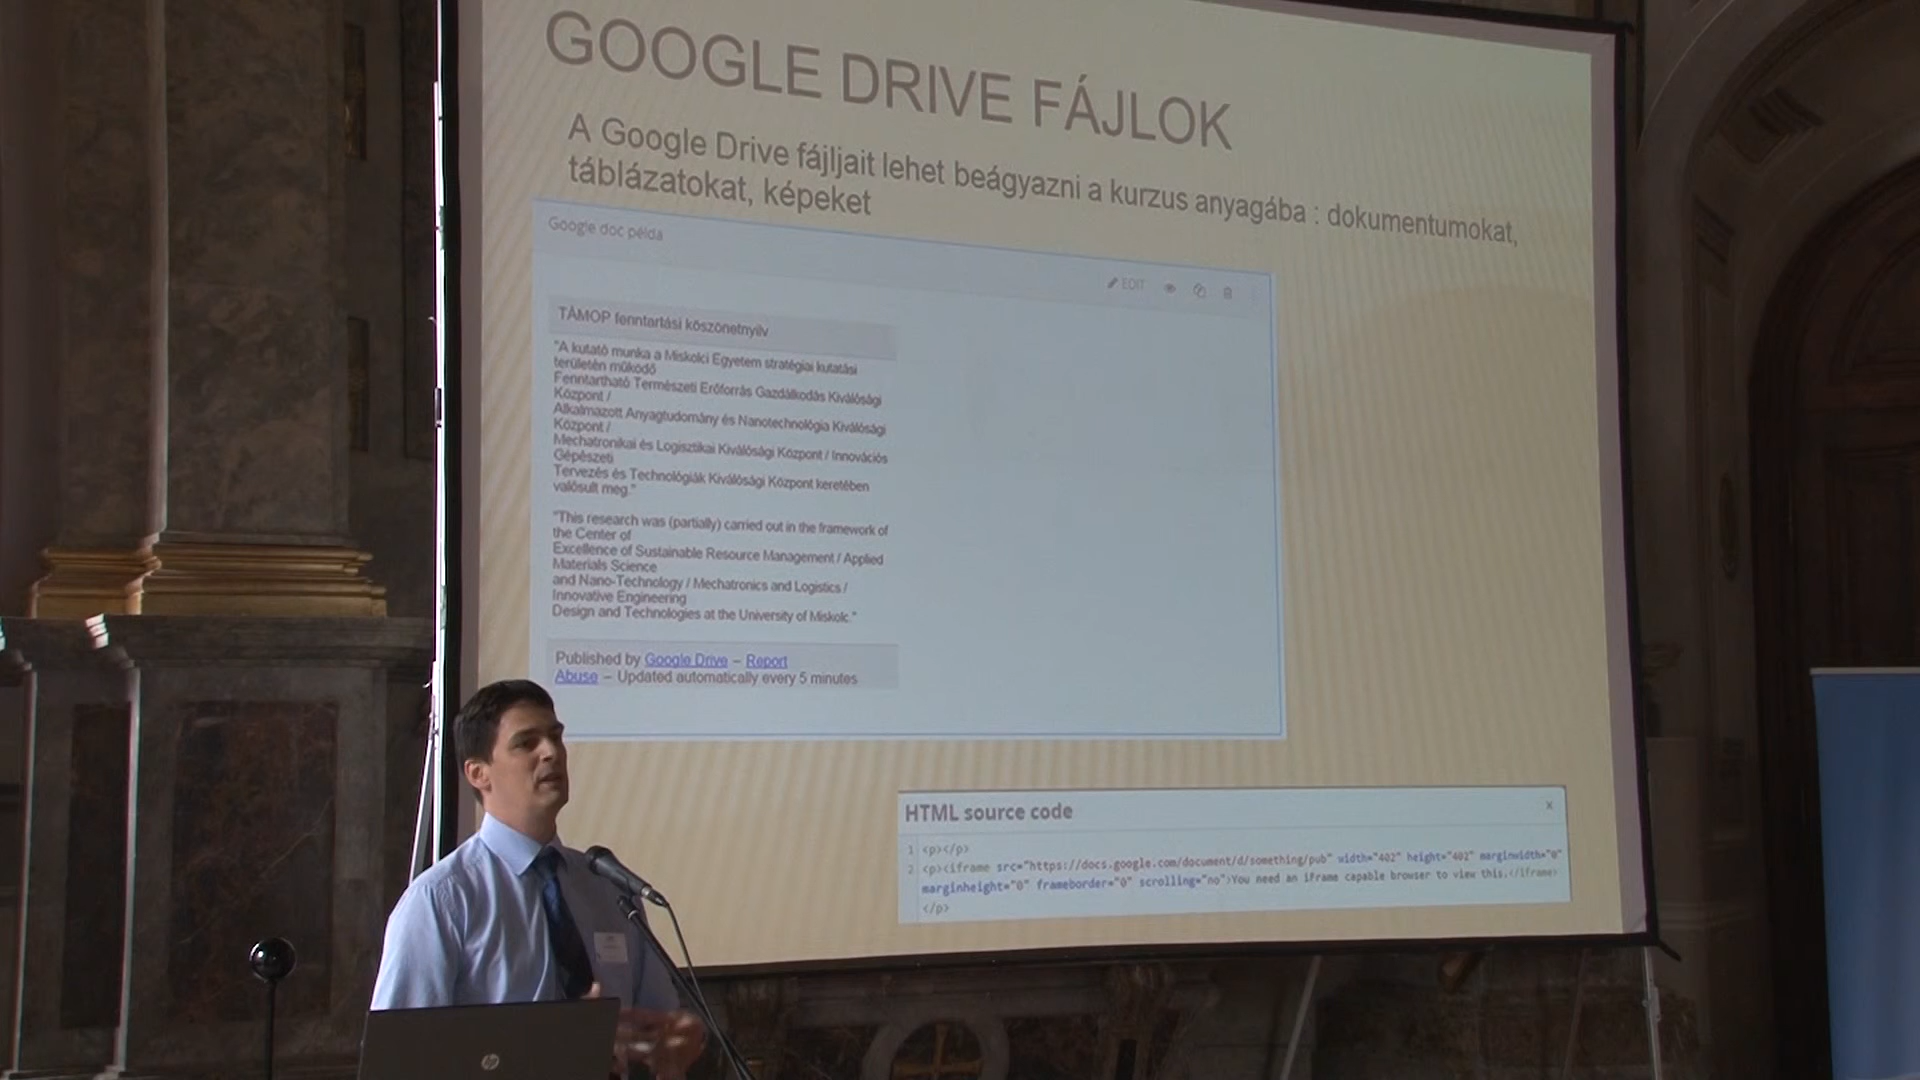 GOOGLE DRIVE FÁJLOK
A Google Drive fájljait lehet beágyazni a kurzus anyagába : dokumentumokat,
táblázatokat, képeket
Google doc példa
EDIT
TÁMOP fenntartási köszönetnyilv
"A kutató munka a Miskolci Egyetem stratégiai kutatási
területén működő
Fenntartható Természeti Erőforrás Gazdálkodás Kiválósági
Központ /
Alkalmazott Anyagtudomány és Nanotechnológia Kiválósági
Központ /
Mechatronikai és Logisztikai Kiválósági Központ / Innovációs
Gépészeti
Tervezés és Technológiák Kiválósági Központ keretében
valósult meg."
"This research was (partially) carried out in the framework of
the Center of
Excellence of Sustainable Resource Management / Applied
Materials Science
and Nano-Technology / Mechatronics and Logistics /
Innovative Engineering
Design and Technologies at the University of Miskolc."
Published by Google Drive – Report
Abuse – Updated automatically every 5 minutes
HTML source code x
1 <p></p>
2 <p><iframe src="https://docs.google.com/document/d/something/pub" width="402" height="402" marginwidth="0"
marginheight="0" frameborder="0" scrolling="no">You need an iframe capable browser to view this.</iframe>
</p>
hp